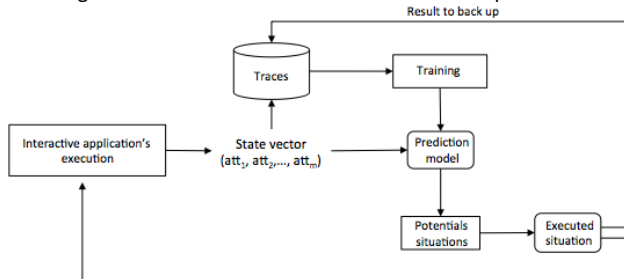 Result to back up
Traces
Training
Interactive application's
execution
State vector
(att1, att2,..., attm)
Prediction
model
Potentials
situations
Executed
situation